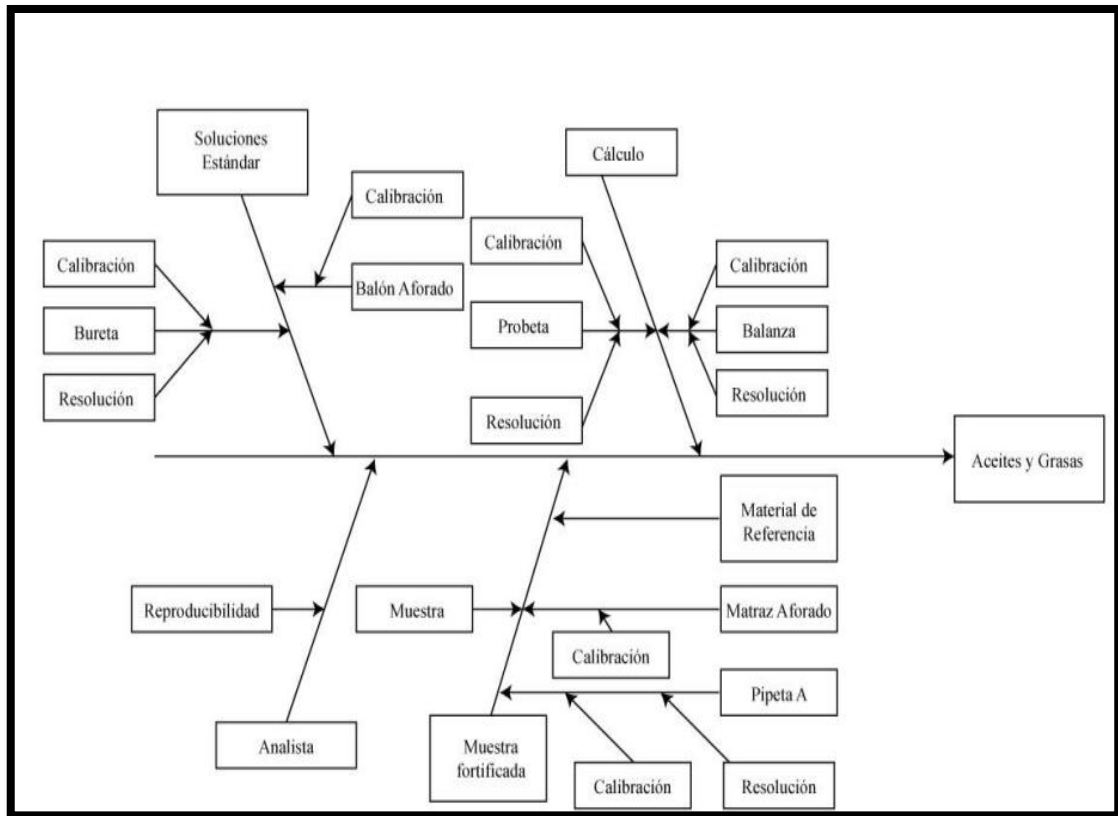 Soluciones
Estándar
Cálculo
Calibración
Calibración
Calibración
Calibración
Balón Aforado
Bureta
Probeta
Balanza
Resolución
Resolución
Resolución
Aceites y Grasas
Material de
Referencia
Reproducibilidad
Muestra
Matraz Aforado
Calibración
Pipeta A
Analista
Muestra
fortificada
Calibración
Resolución